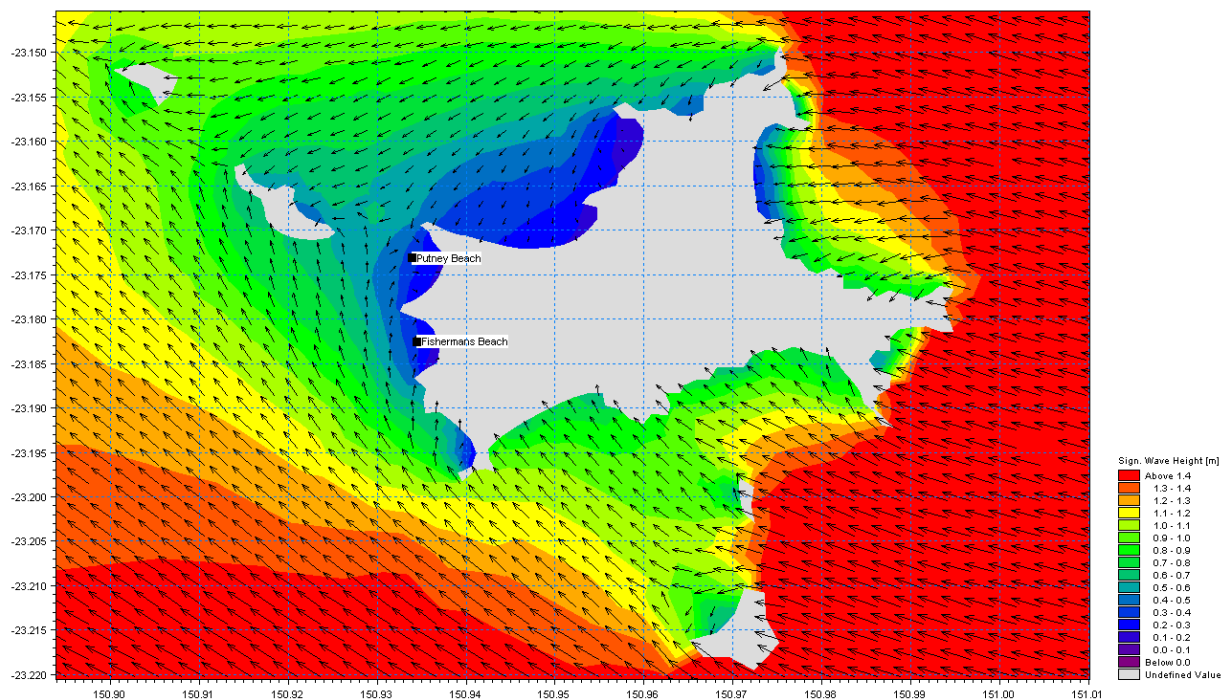 -23.150
-23.155
-23.160
-23.165
-23.170
-23.175
-23.180
-23.185
-23.190
-23.195
-23.200
-23.205
-23.210
-23.215
-23.220
Putney Beach
Fishermans Beach
150.90 150.91 150.92 150.93 150.94 150.95 150.96 150.97 150.98 150.99 151.00 151.01
Sign. Wave Height [m]
Above 1.4
1.3 - 1.4
1.2 - 1.3
1.1 - 1.2
1.0 - 1.1
0.9 - 1.0
0.8 - 0.9
0.7 - 0.8
0.6 - 0.7
0.5 - 0.6
0.4 - 0.5
0.3 - 0.4
0.2 - 0.3
0.1 - 0.2
0.0 - 0.1
Below 0.0
Undefined Value